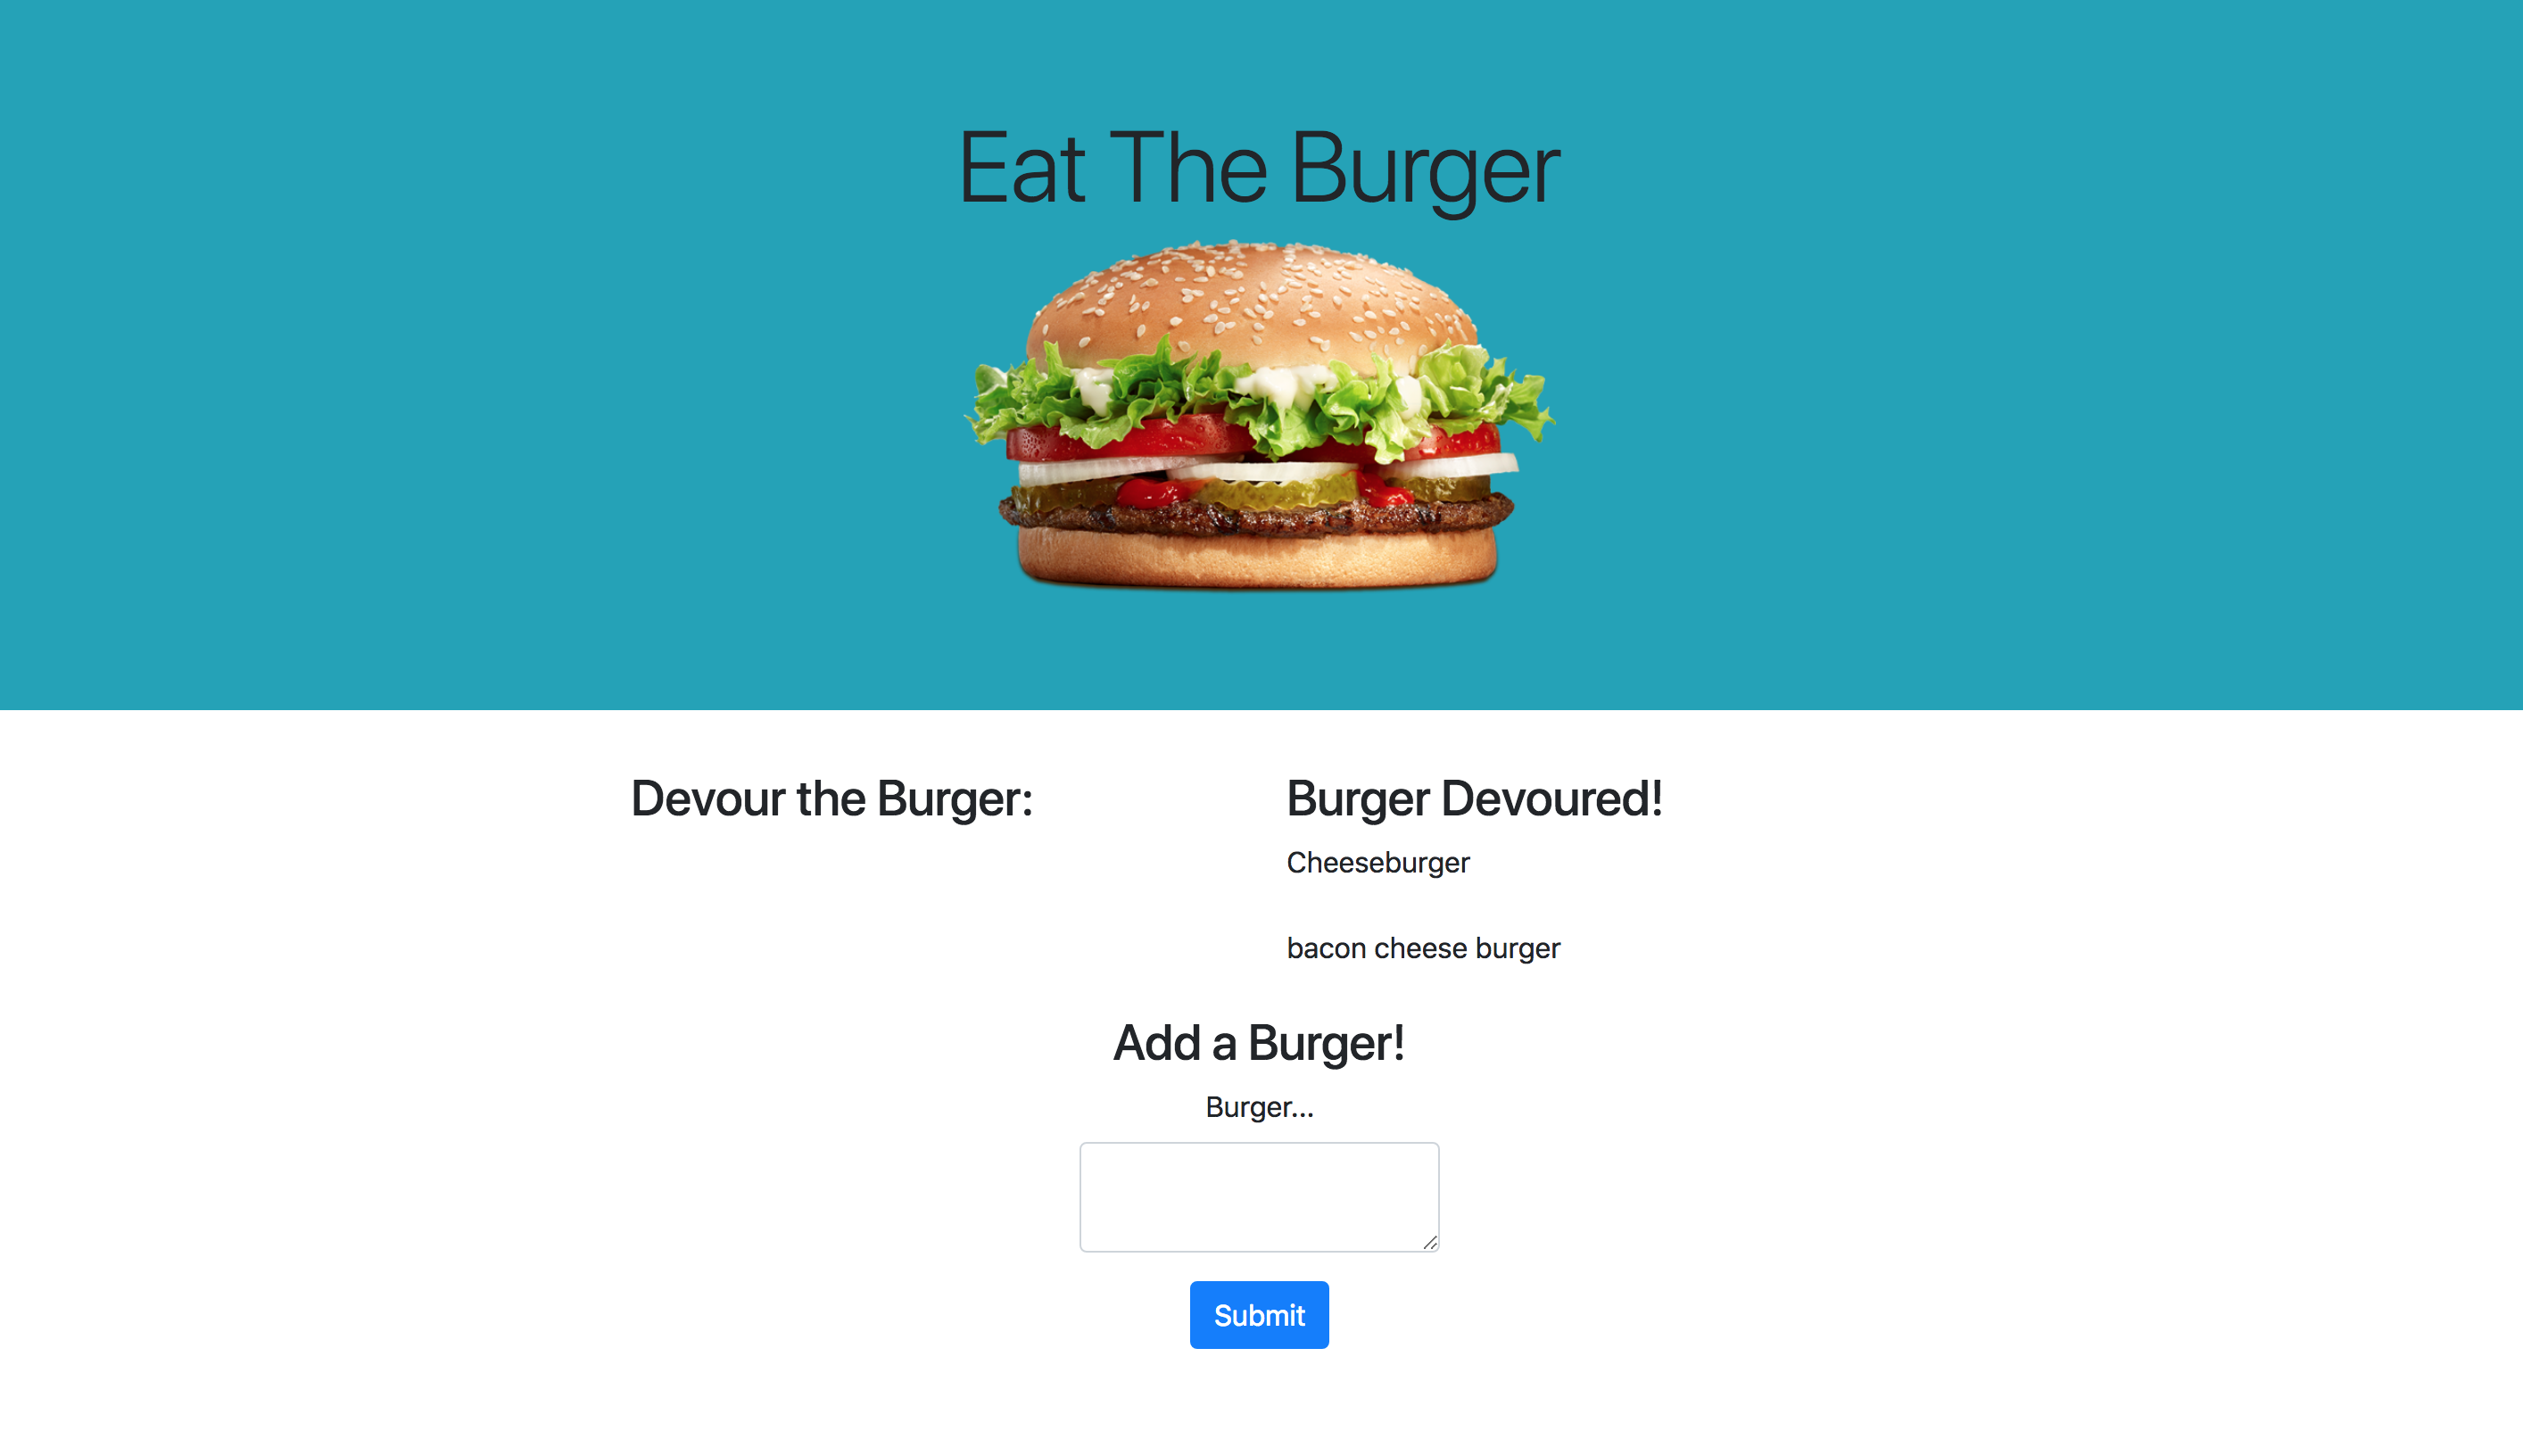 Eat The Burger
Devour the Burger:
Burger Devoured!
Cheeseburger
bacon cheese burger
Add a Burger!
Burger...
Submit